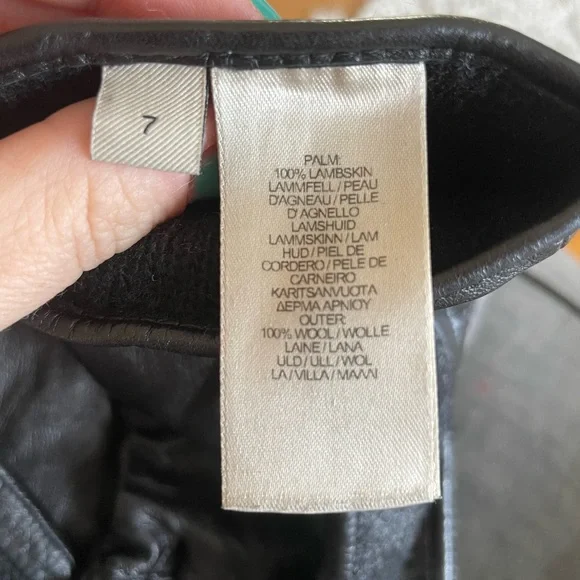 7
PALM:
100% LAMBSKIN
LAMMFELL / PEAU
D'AGNEAU / PELLE
D'AGNELLO
LAMSHUID
LAMMSKINN / LAM
HUD / PIEL DE
CORDERO / PELE DE
CARNEIRO
KARITSANVUOTA
ΔΕΡΜΑ ΑΡΝΙΟΥ
OUTER:
100% WOOL / WOLLE
LAINE / LANA
ULD / ULL / WOL
LA / VILLA / ΜΑΛΛΙ